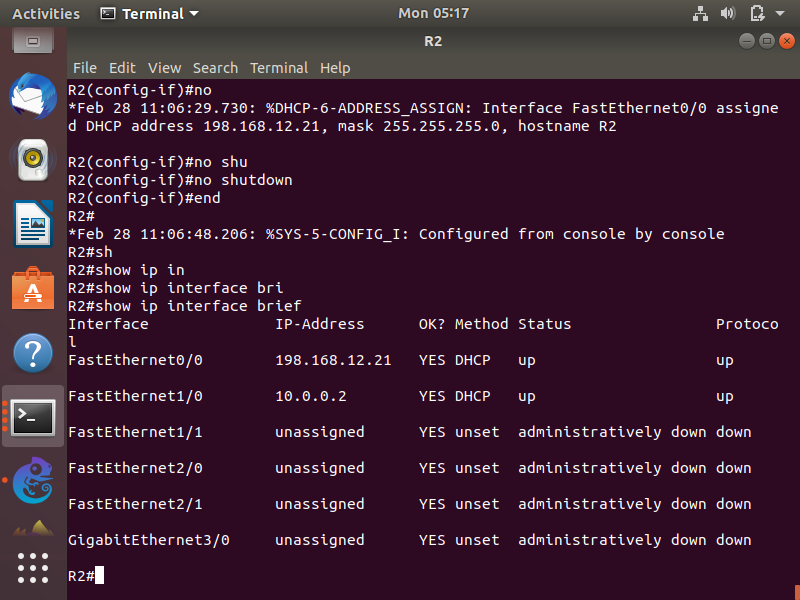 Activities Terminal Mon 05:17
R2
File Edit View Search Terminal Help
R2(config-if)#no
*Feb 28 11:06:29.730: %DHCP-6-ADDRESS_ASSIGN: Interface FastEthernet0/0 assigne
d DHCP address 198.168.12.21, mask 255.255.255.0, hostname R2
R2(config-if)#no shu
R2(config-if)#no shutdown
R2(config-if)#end
R2#
*Feb 28 11:06:48.206: %SYS-5-CONFIG_I: Configured from console by console
R2#sh
R2#show ip in
R2#show ip interface bri
R2#show ip interface brief
Interface IP-Address OK? Method Status Protoco
l
FastEthernet0/0 198.168.12.21 YES DHCP up up
FastEthernet1/0 10.0.0.2 YES DHCP up up
FastEthernet1/1 unassigned YES unset administratively down down
FastEthernet2/0 unassigned YES unset administratively down down
FastEthernet2/1 unassigned YES unset administratively down down
GigabitEthernet3/0 unassigned YES unset administratively down down
R2#